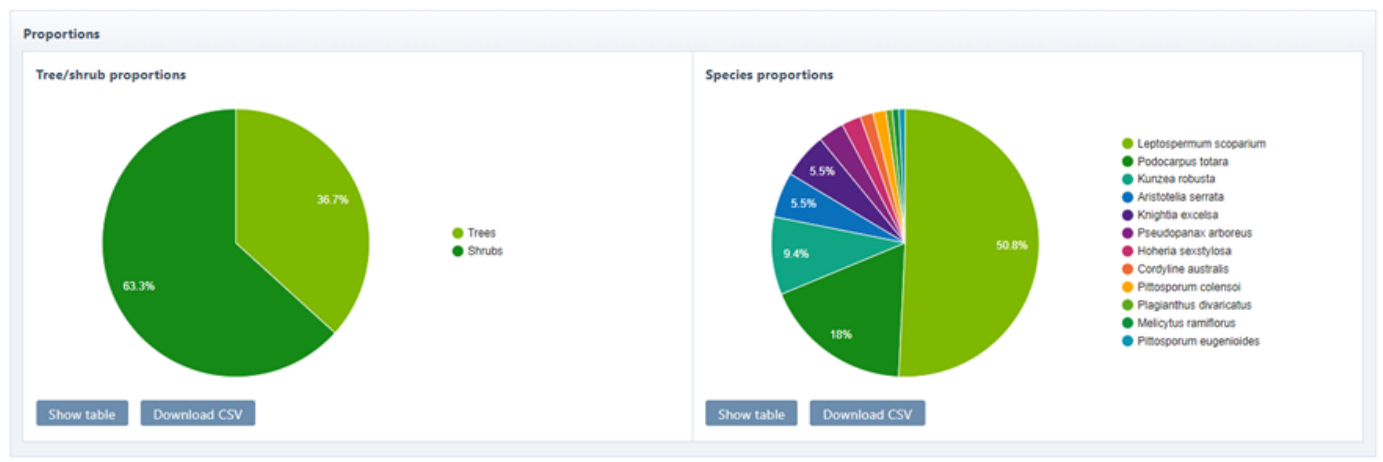 Proportions
Tree/shrub proportions
36.7%
63.3%
Trees
Shrubs
Show table
Download CSV
Species proportions
5.5%
5.5%
9.4%
18%
50.8%
Leptospermum scoparium
Podocarpus totara
Kunzea robusta
Aristotelia serrata
Knightia excelsa
Pseudopanax arboreus
Hoheria sexstylosa
Cordyline australis
Pittosporum colensoi
Plagianthus divaricatus
Melicytus ramiflorus
Pittosporum eugenioides
Show table
Download CSV